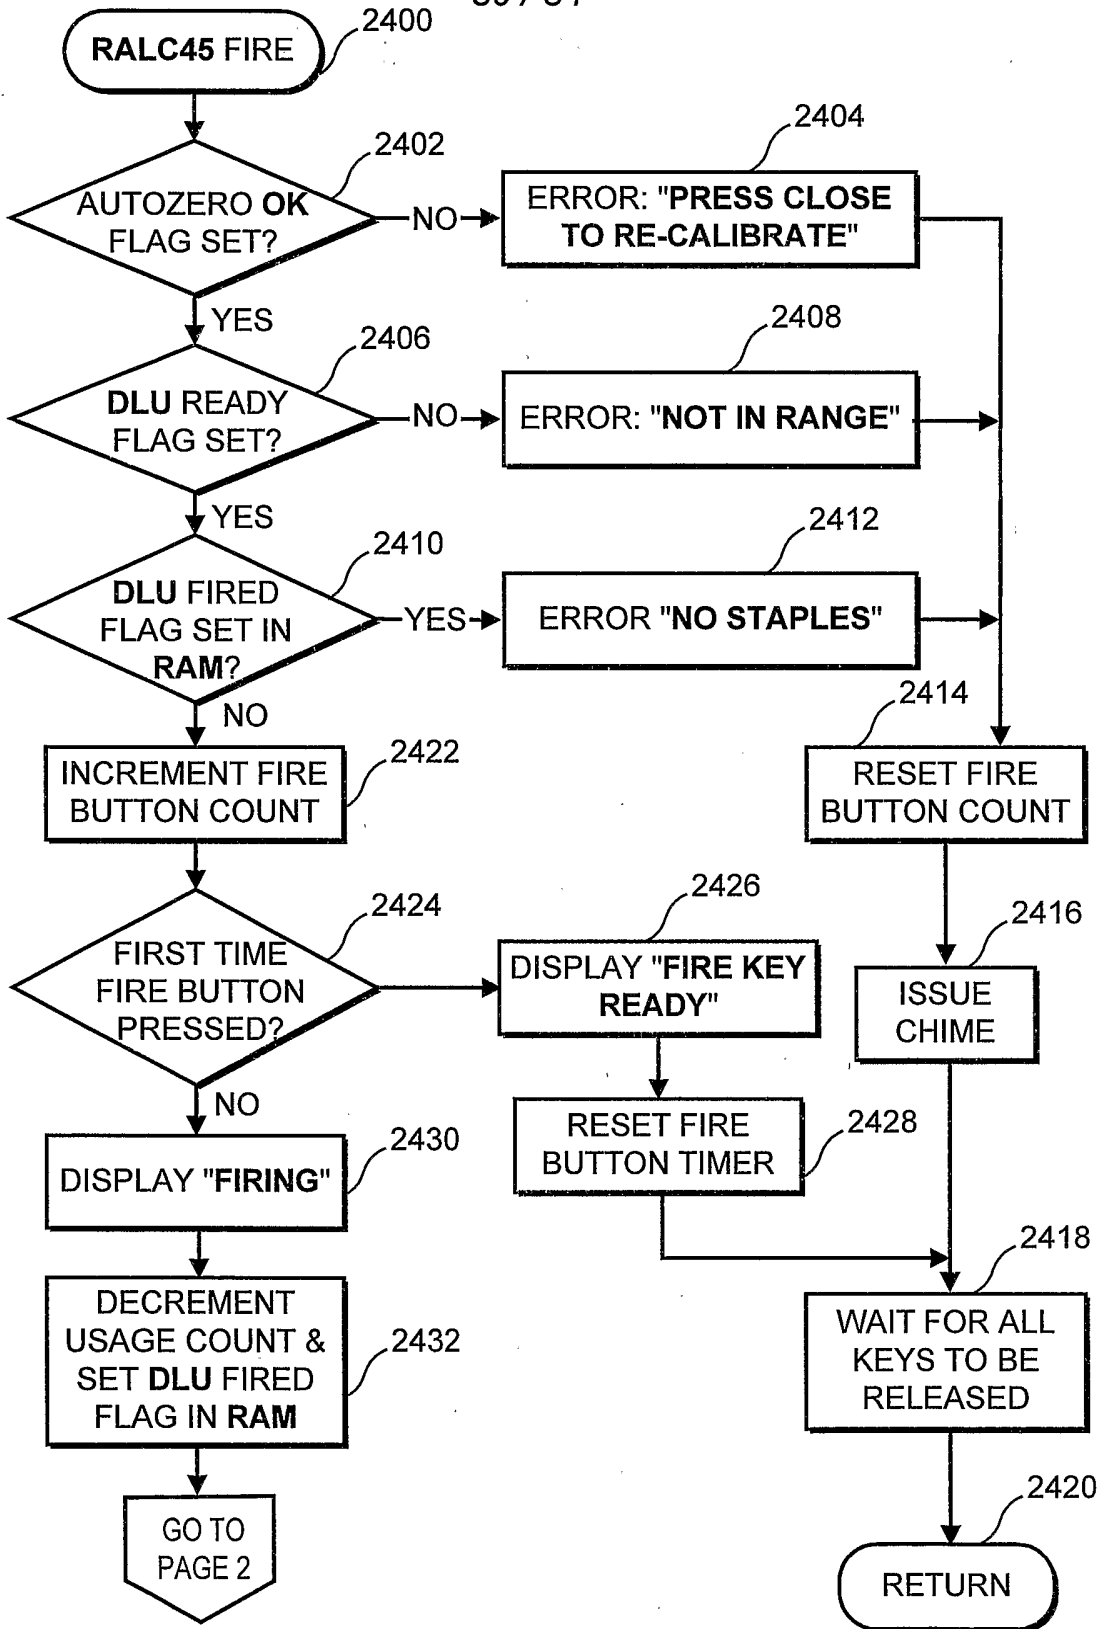 2400
RALC45 FIRE
2402
AUTOZERO OK
FLAG SET?
NO
2404
ERROR: "PRESS CLOSE
TO RE-CALIBRATE"
YES
2406
DLU READY
FLAG SET?
NO
2408
ERROR: "NOT IN RANGE"
YES
2410
DLU FIRED
FLAG SET IN
RAM?
YES
2412
ERROR "NO STAPLES"
NO
2414
RESET FIRE
BUTTON COUNT
2422
INCREMENT FIRE
BUTTON COUNT
2424
FIRST TIME
FIRE BUTTON
PRESSED?
2426
DISPLAY "FIRE KEY
READY"
2416
ISSUE
CHIME
NO
2428
RESET FIRE
BUTTON TIMER
2430
DISPLAY "FIRING"
2418
WAIT FOR ALL
KEYS TO BE
RELEASED
2432
DECREMENT
USAGE COUNT &
SET DLU FIRED
FLAG IN RAM
GO TO
PAGE 2
2420
RETURN